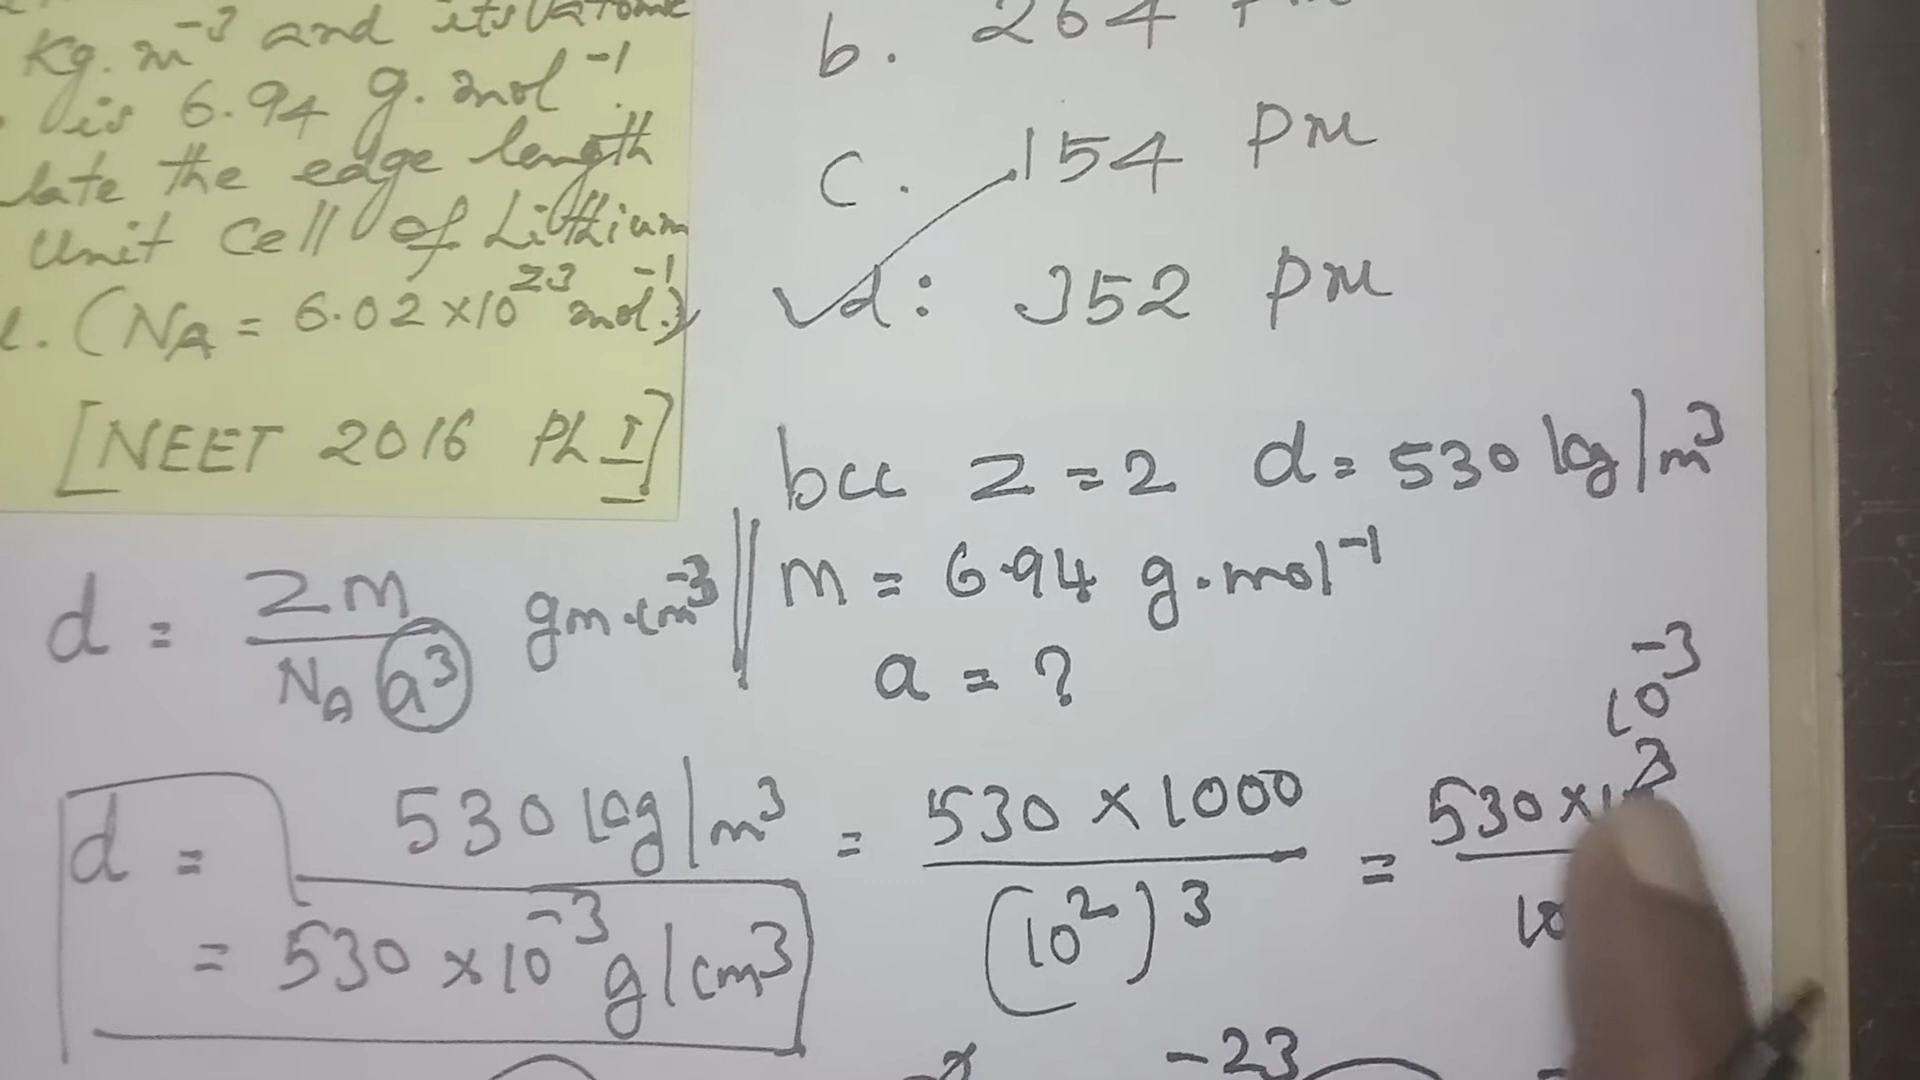 Kg. m⁻³ and its atomic
is 6.94 g. mol⁻¹.
late the edge length
Unit Cell of Lithium
l. (NA = 6.02 × 10²³ mol⁻¹.)
[NEET 2016 Ph I]
b. 264 Pm
c. 154 Pm
d: 352 Pm
bcc Z = 2 d = 530 kg/m³
d = ZM / NA a³ gm.cm⁻³
M = 6.94 g.mol⁻¹
a = ?
10⁻³
d = 530 kg/m³ = 530 × 1000 / (10²)³ = 530 × 10³ / 10
= 530 × 10⁻³ g/cm³
-23